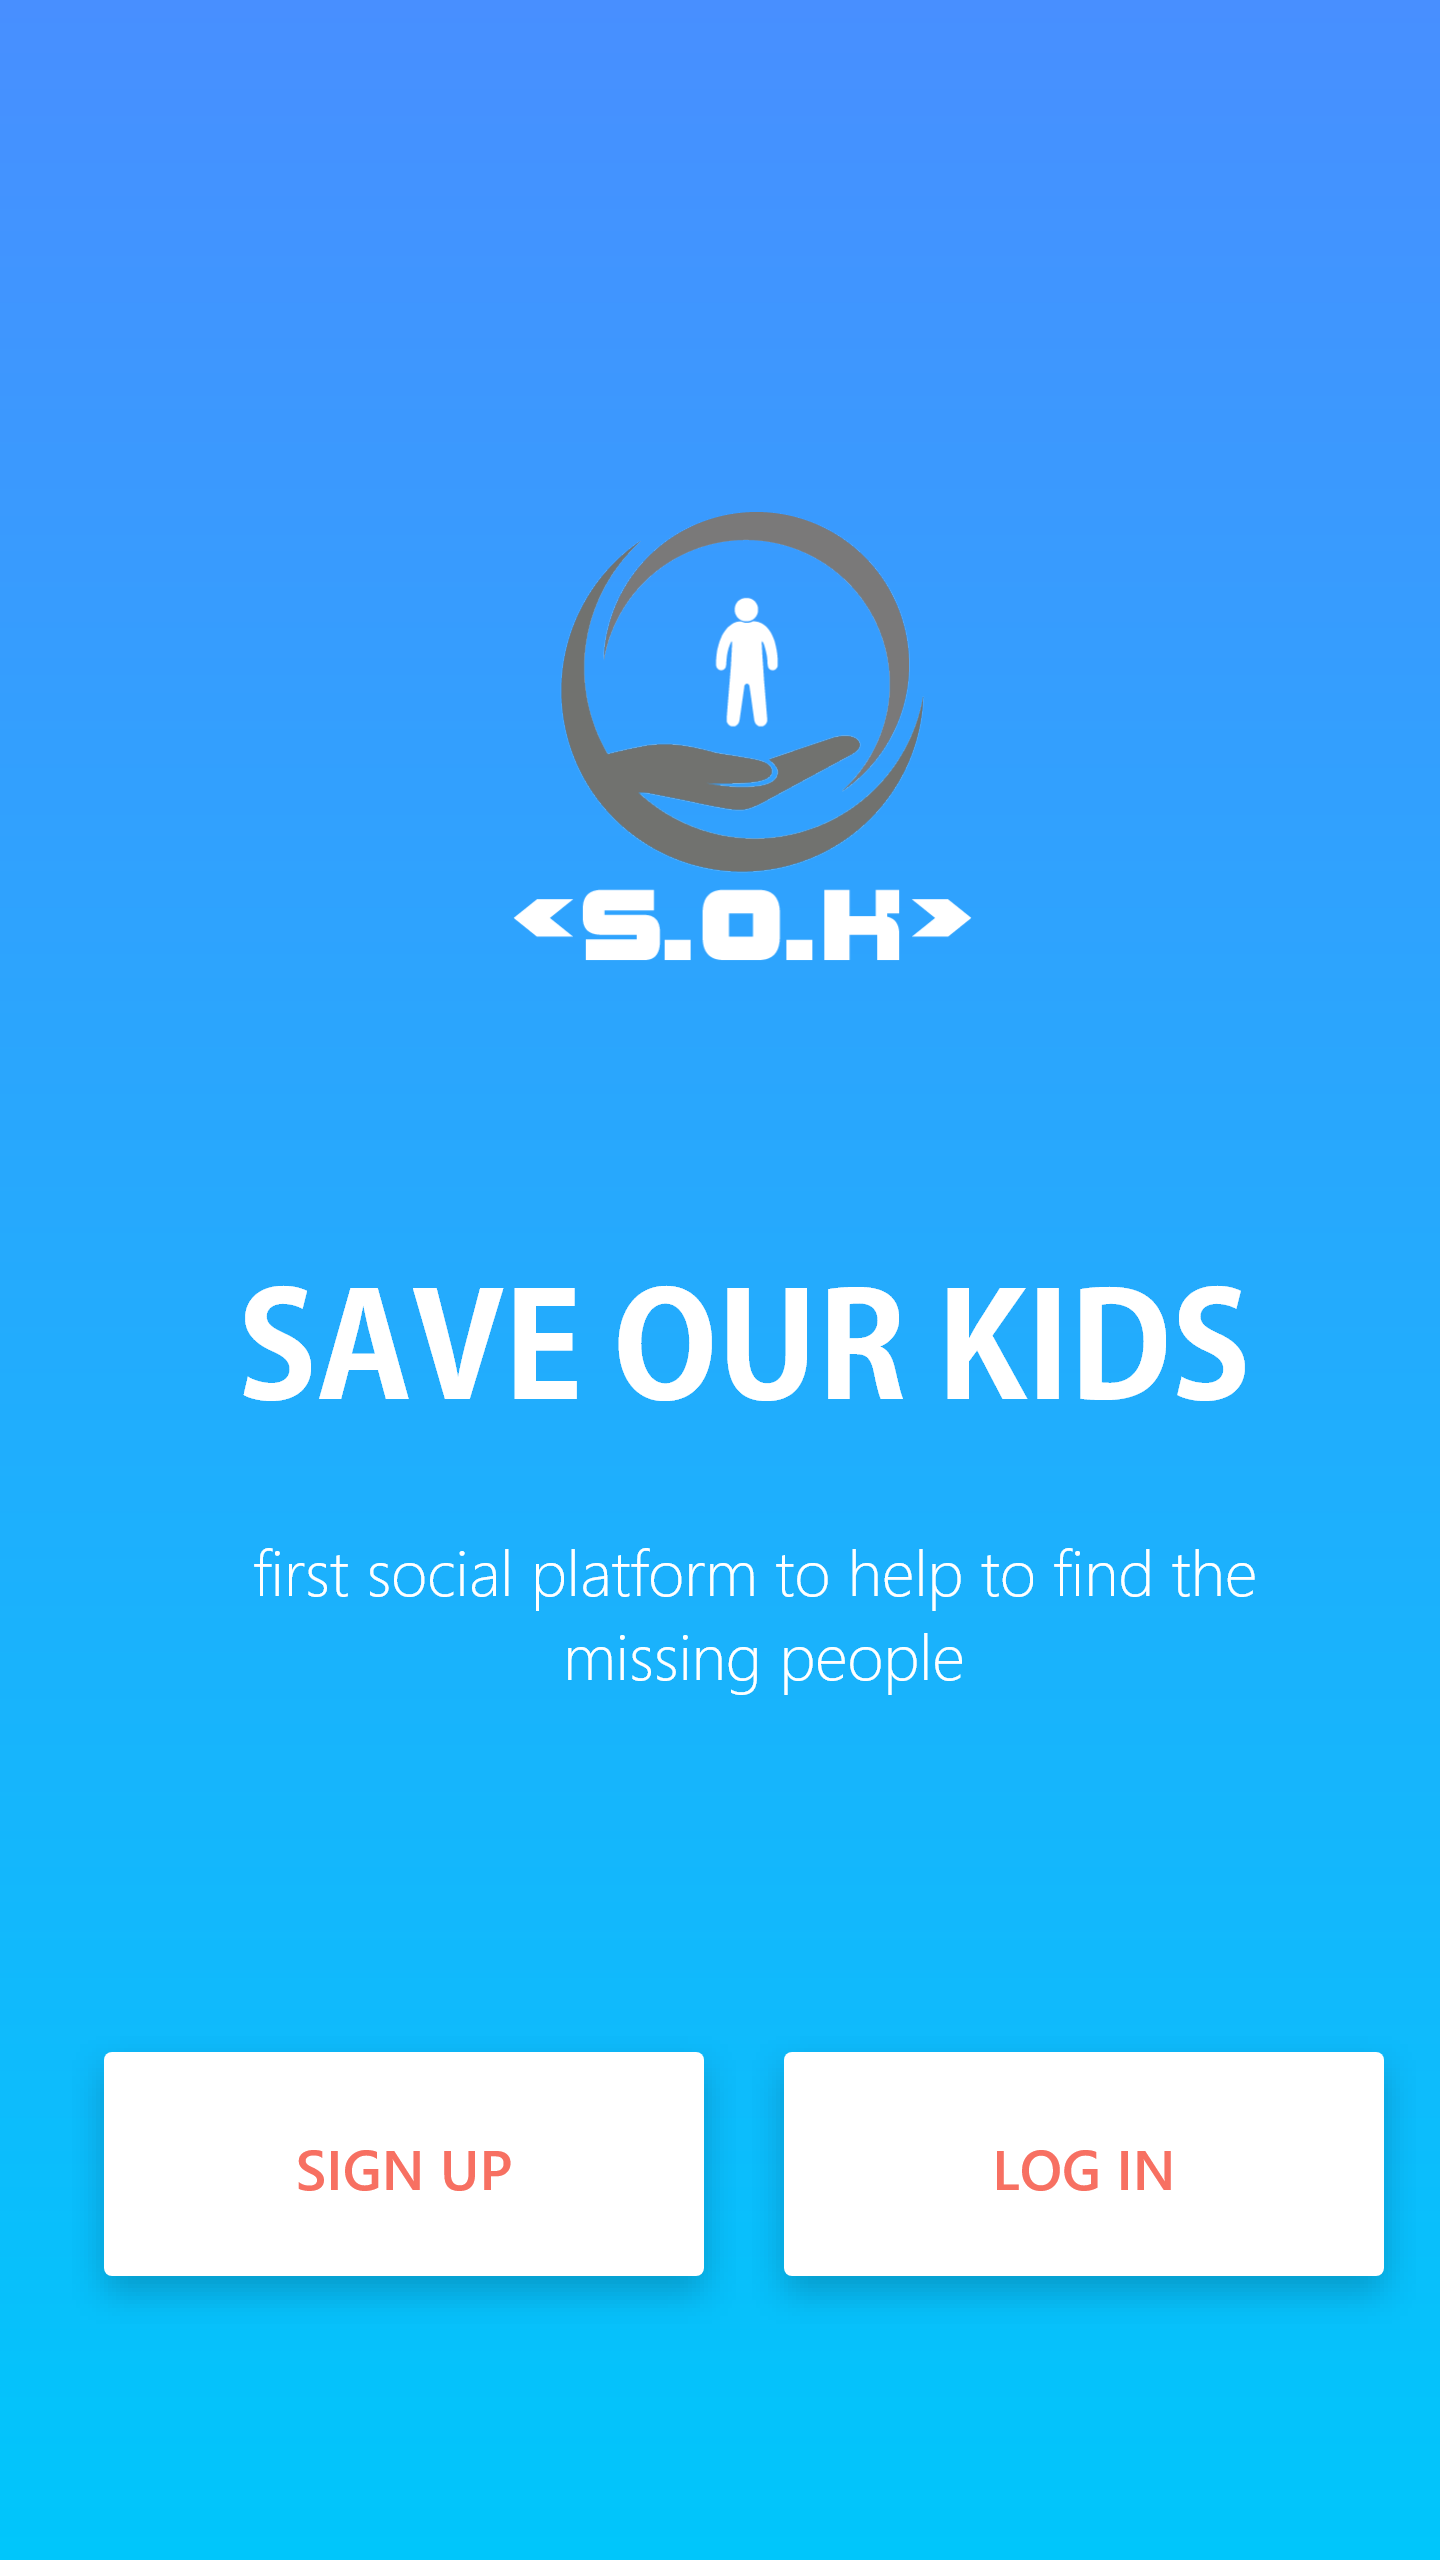 <S.O.K>
SAVE OUR KIDS
first social platform to help to find the
missing people
SIGN UP
LOG IN